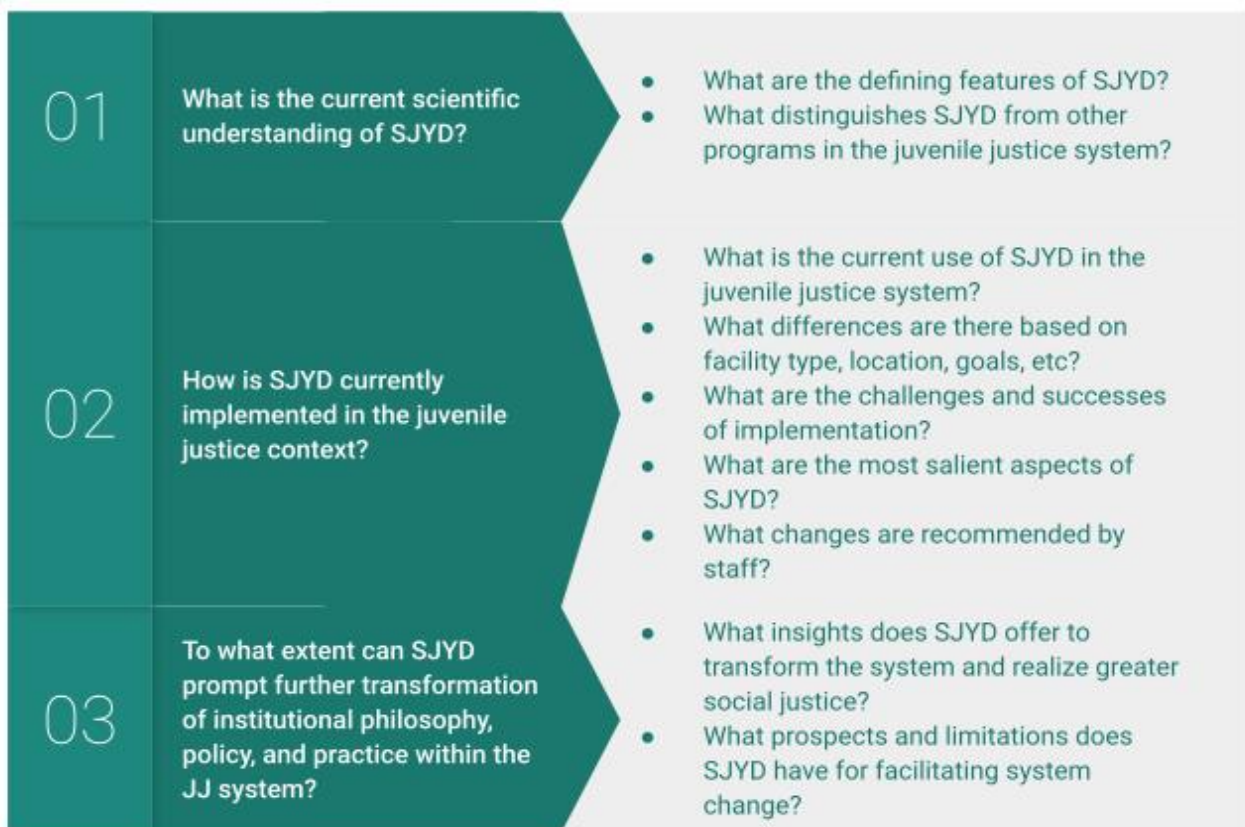 01
What is the current scientific
understanding of SJYD?
● What are the defining features of SJYD?
● What distinguishes SJYD from other
programs in the juvenile justice system?
02
How is SJYD currently
implemented in the juvenile
justice context?
● What is the current use of SJYD in the
juvenile justice system?
● What differences are there based on
facility type, location, goals, etc?
● What are the challenges and successes
of implementation?
● What are the most salient aspects of
SJYD?
● What changes are recommended by
staff?
03
To what extent can SJYD
prompt further transformation
of institutional philosophy,
policy, and practice within the
JJ system?
● What insights does SJYD offer to
transform the system and realize greater
social justice?
● What prospects and limitations does
SJYD have for facilitating system
change?